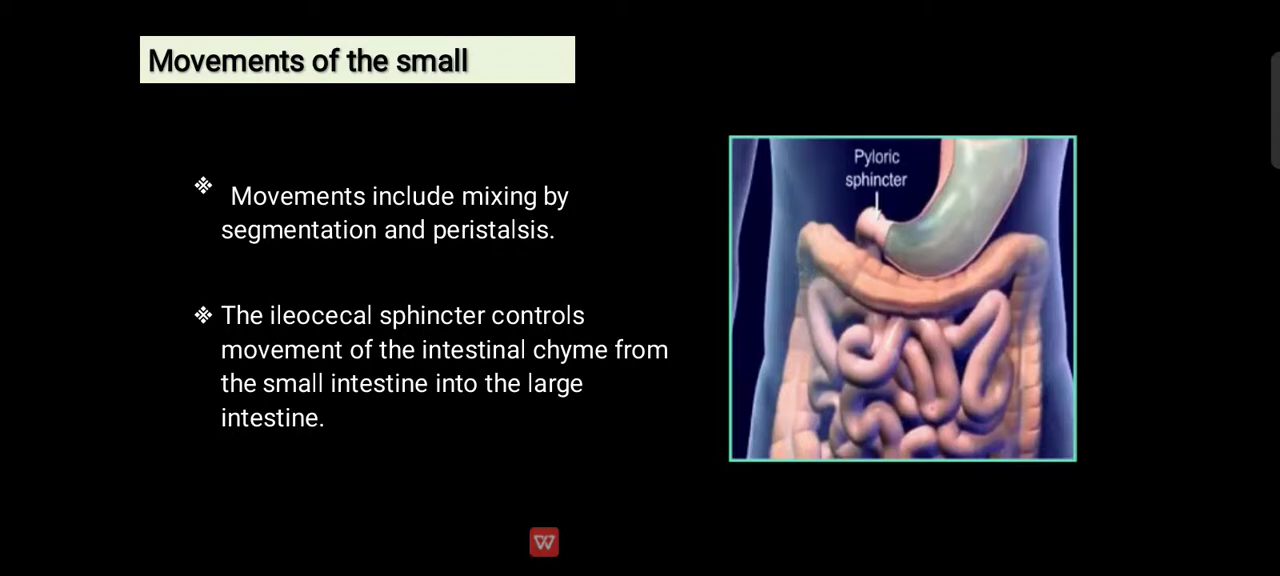 Movements of the small
❖ Movements include mixing by
segmentation and peristalsis.
❖ The ileocecal sphincter controls
movement of the intestinal chyme from
the small intestine into the large
intestine.
Pyloric
sphincter